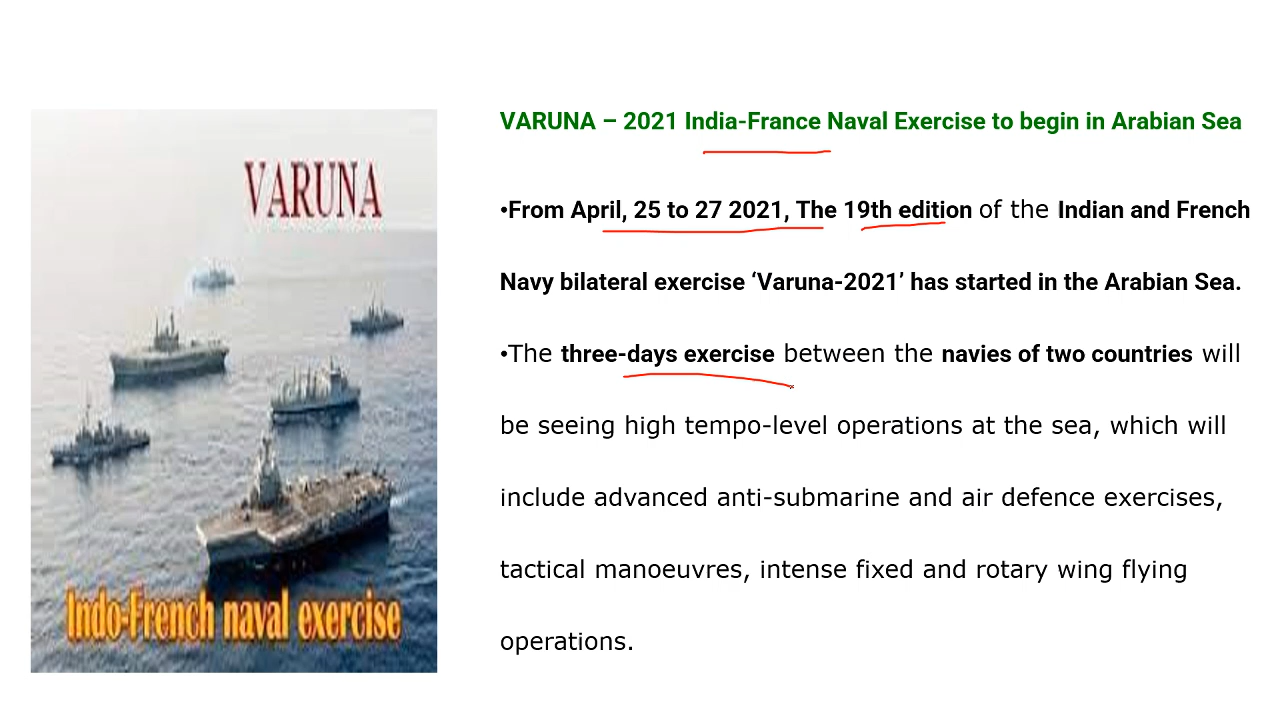 VARUNA
Indo-French naval exercise
VARUNA – 2021 India-France Naval Exercise to begin in Arabian Sea
•From April, 25 to 27 2021, The 19th edition of the Indian and French
Navy bilateral exercise ‘Varuna-2021’ has started in the Arabian Sea.
•The three-days exercise between the navies of two countries will
be seeing high tempo-level operations at the sea, which will
include advanced anti-submarine and air defence exercises,
tactical manoeuvres, intense fixed and rotary wing flying
operations.